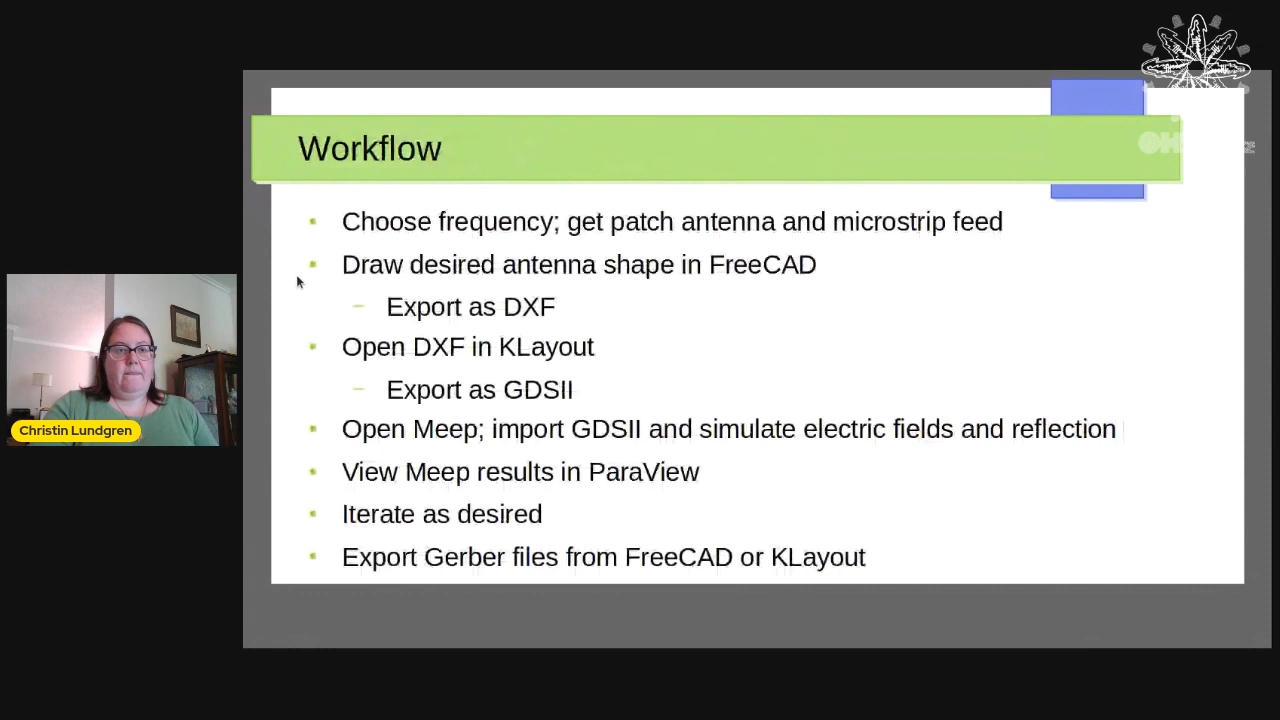 Workflow
Choose frequency; get patch antenna and microstrip feed
Draw desired antenna shape in FreeCAD
Export as DXF
Open DXF in KLayout
Export as GDSII
Open Meep; import GDSII and simulate electric fields and reflection
View Meep results in ParaView
Iterate as desired
Export Gerber files from FreeCAD or KLayout
Christin Lundgren